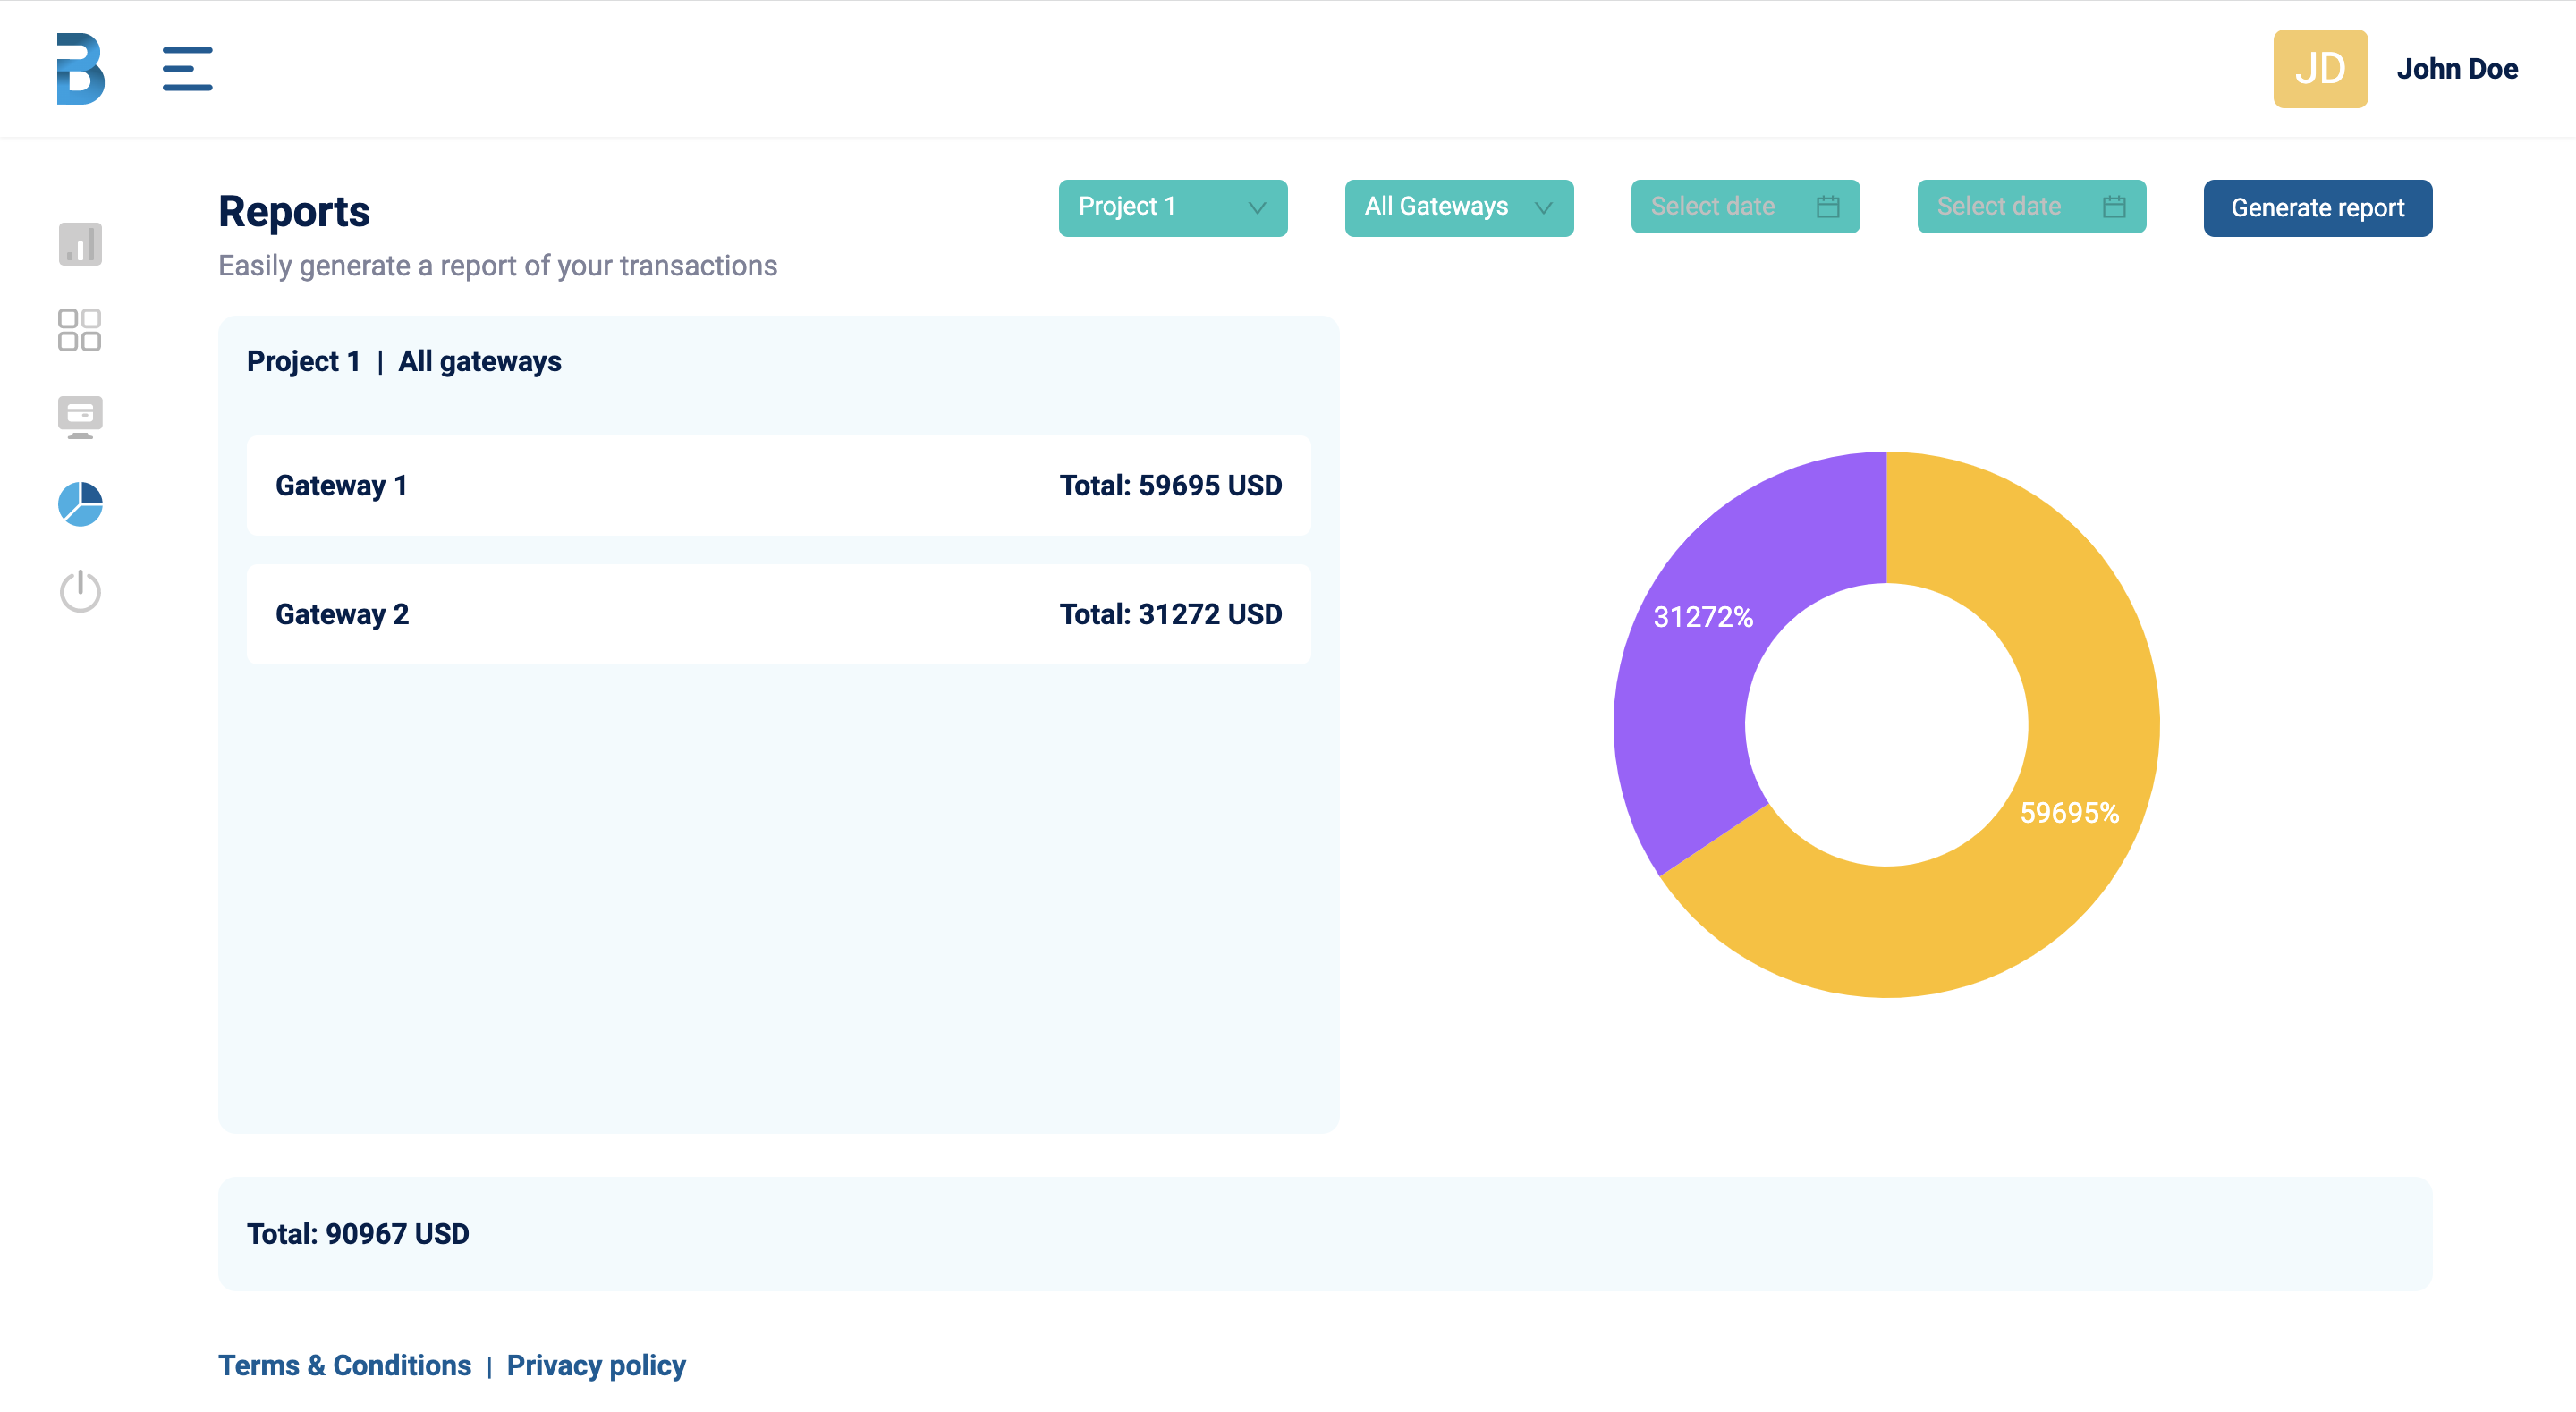 B
JD
John Doe
Reports
Project 1
All Gateways
Select date
Select date
Generate report
Easily generate a report of your transactions
Project 1 | All gateways
Gateway 1
Total: 59695 USD
Gateway 2
Total: 31272 USD
31272%
59695%
Total: 90967 USD
Terms & Conditions | Privacy policy